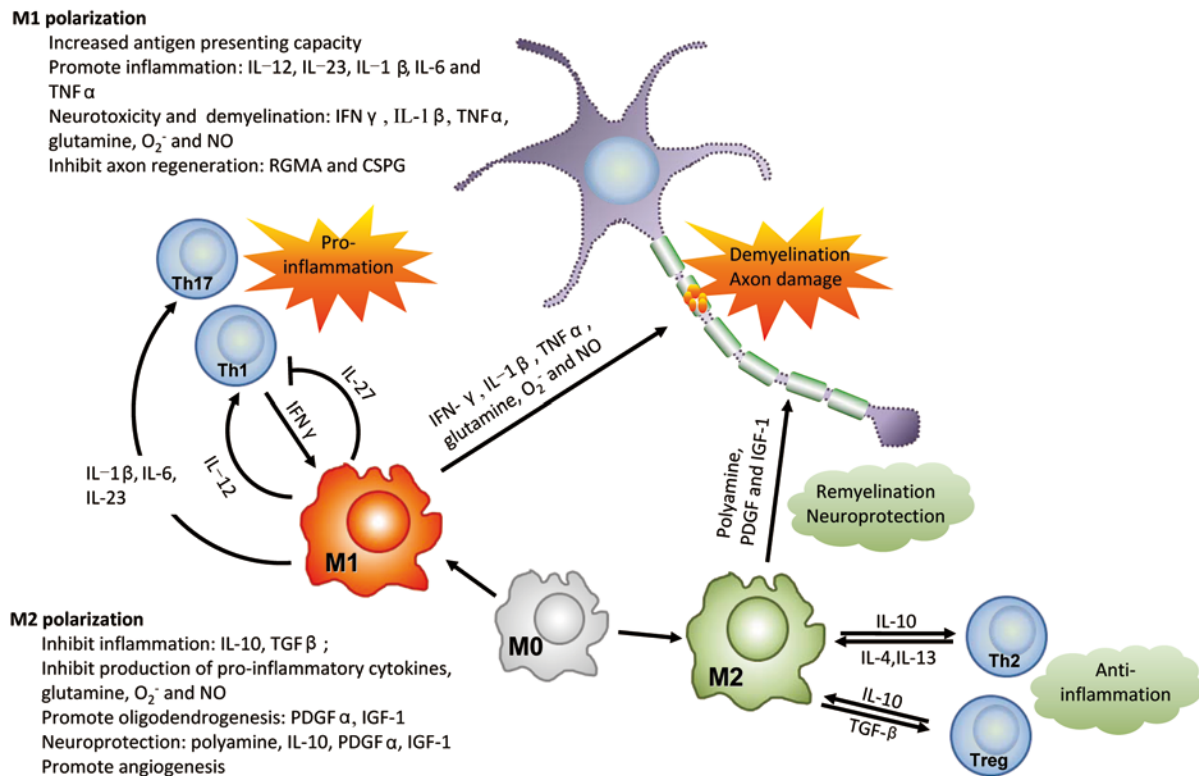 M1 polarization
Increased antigen presenting capacity
Promote inflammation: IL−12, IL−23, IL−1 β, IL-6 and
TNF α
Neurotoxicity and demyelination: IFN γ , IL-1 β, TNF α,
glutamine, O₂⁻ and NO
Inhibit axon regeneration: RGMA and CSPG
Pro-
inflammation
Th17
Th1
Demyelination
Axon damage
IFN- γ , IL−1 β , TNF α ,
glutamine, O₂⁻ and NO
IL-27
IFN γ
IL−12
IL−1 β, IL-6,
IL-23
M1
Polyamine,
PDGF and IGF-1
Remyelination
Neuroprotection
M0
M2
IL-10
IL-4,IL-13
Th2
IL-10
TGF-β
Treg
Anti-
inflammation
M2 polarization
Inhibit inflammation: IL-10, TGF β ;
Inhibit production of pro-inflammatory cytokines,
glutamine, O₂⁻ and NO
Promote oligodendrogenesis: PDGF α, IGF-1
Neuroprotection: polyamine, IL-10, PDGF α, IGF-1
Promote angiogenesis